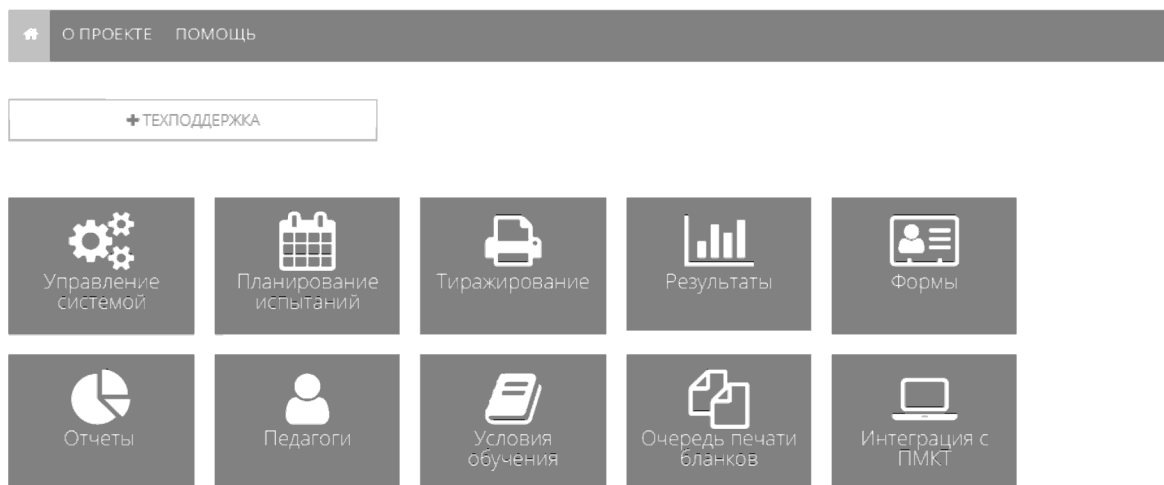 О ПРОЕКТЕ ПОМОЩЬ
ТЕХПОДДЕРЖКА
Управление
системой
Планирование
испытаний
Тиражирование
Результаты
Формы
Отчеты
Педагоги
Условия
обучения
Очередь печати
бланков
Интеграция с
ПМКТ